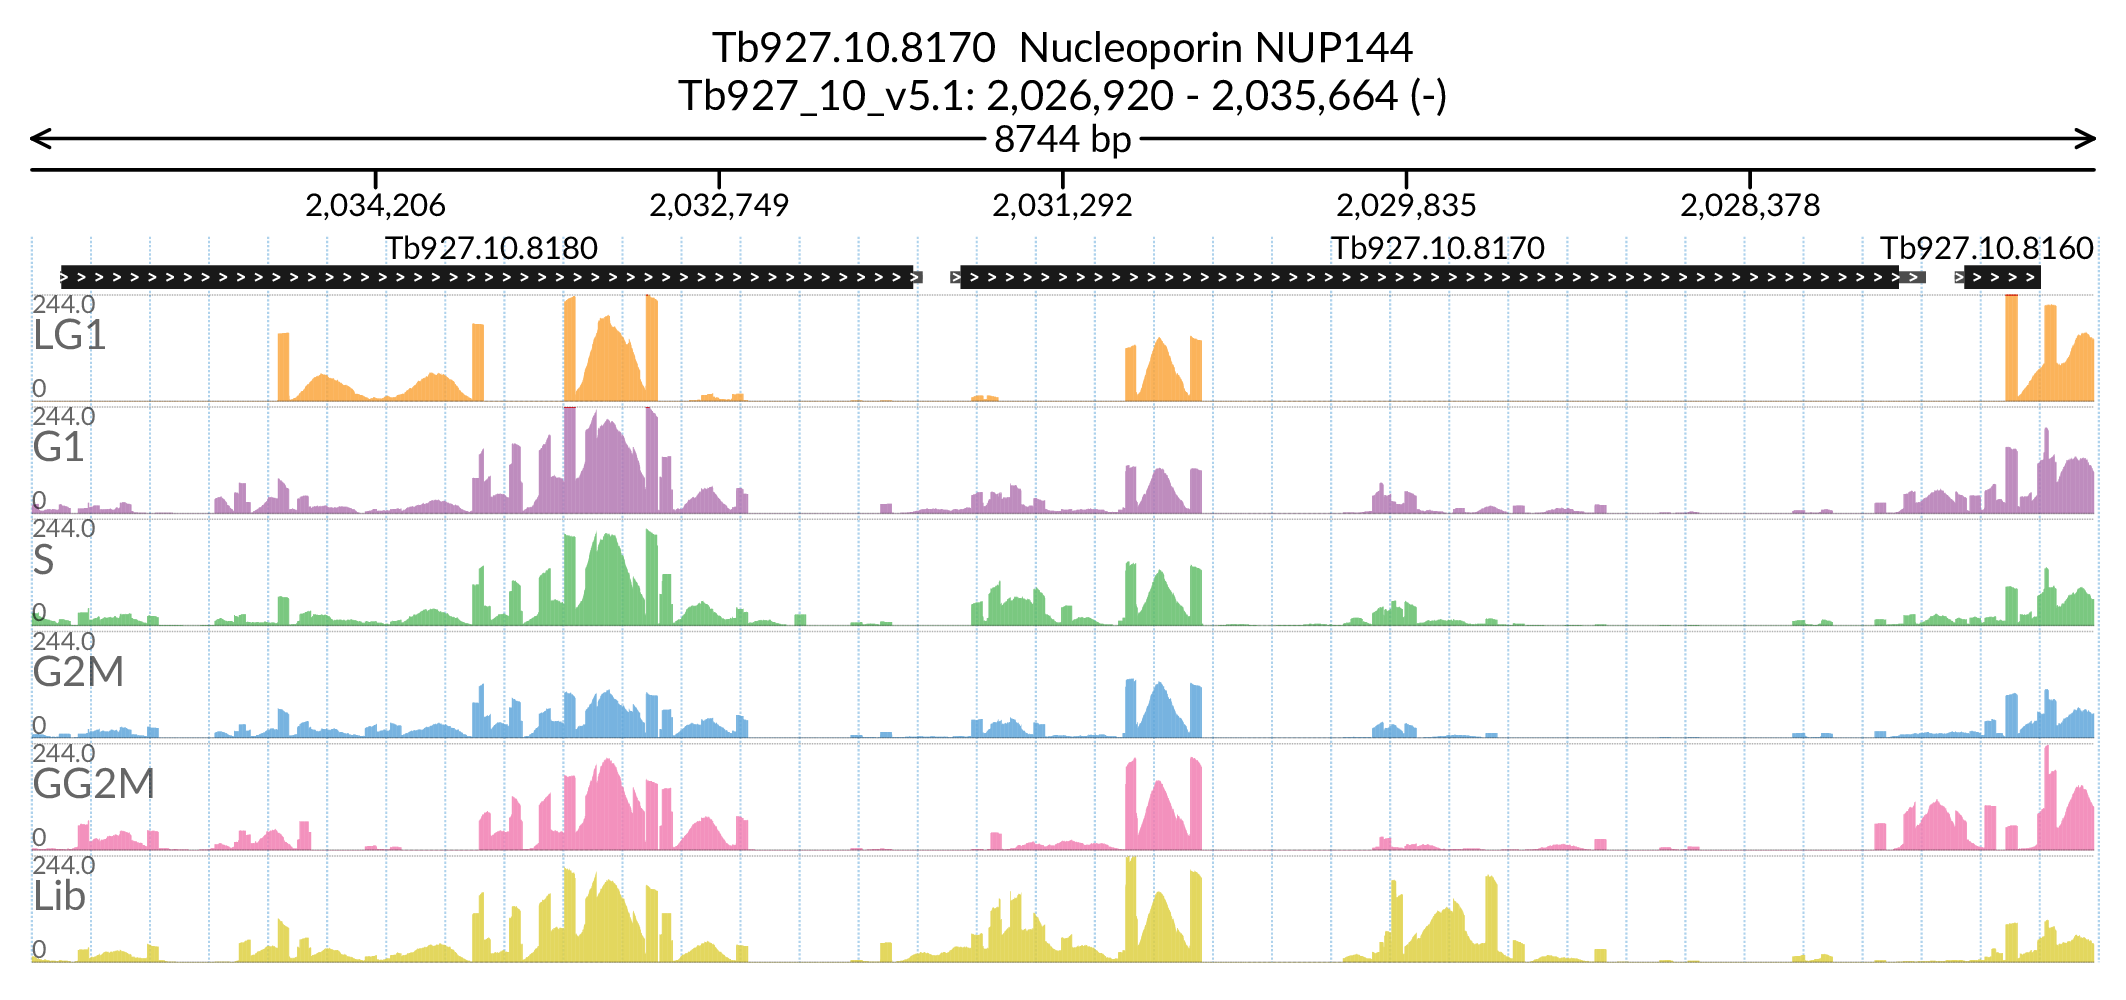 Tb927.10.8170 Nucleoporin NUP144
Tb927_10_v5.1: 2,026,920 - 2,035,664 (-)
8744 bp
2,034,206 2,032,749 2,031,292 2,029,835 2,028,378
Tb927.10.8180 Tb927.10.8170 Tb927.10.8160
244.0
LG1
0
244.0
G1
0
244.0
S
0
244.0
G2M
0
244.0
GG2M
0
244.0
Lib
0